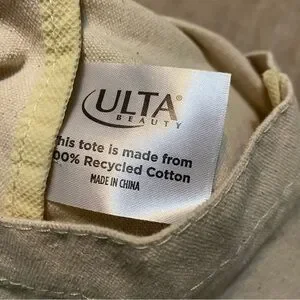 ULTA®
BEAUTY
his tote is made from
00% Recycled Cotton
MADE IN CHINA